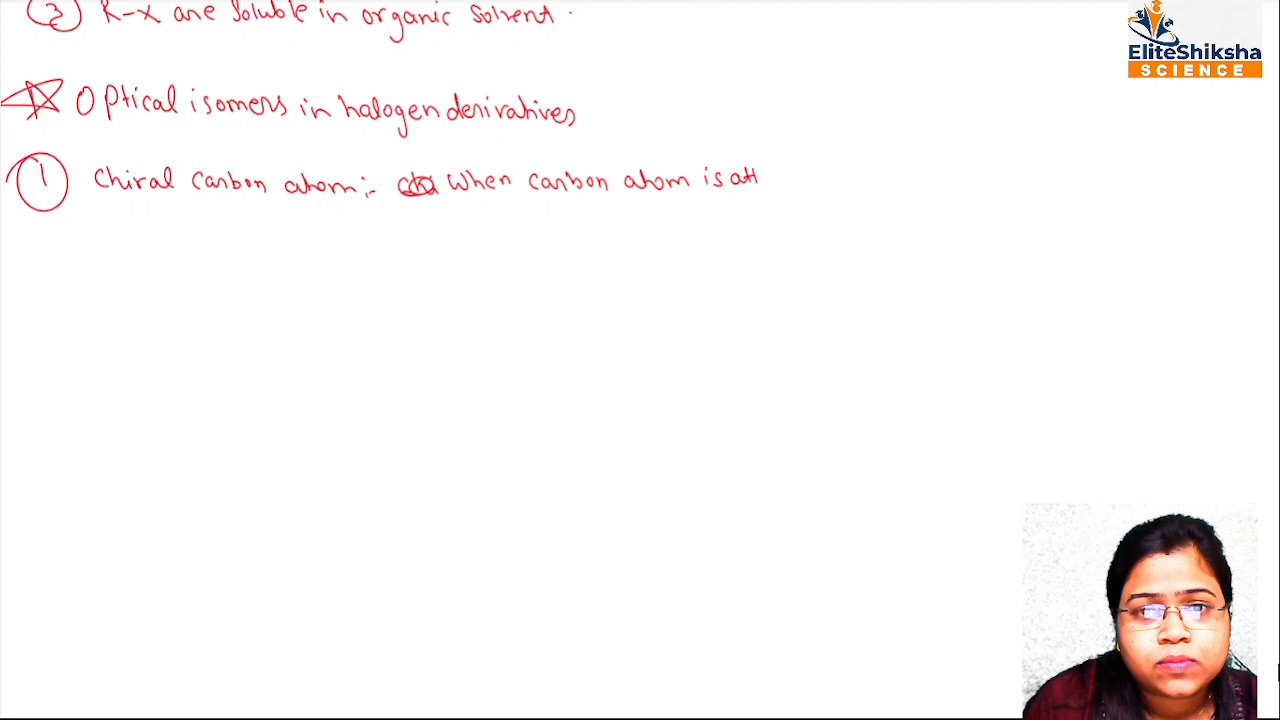 ③ R-X are soluble in organic solvent.
EliteShiksha
SCIENCE
Optical isomers in halogen derivatives
① Chiral carbon atom :- When carbon atom is att